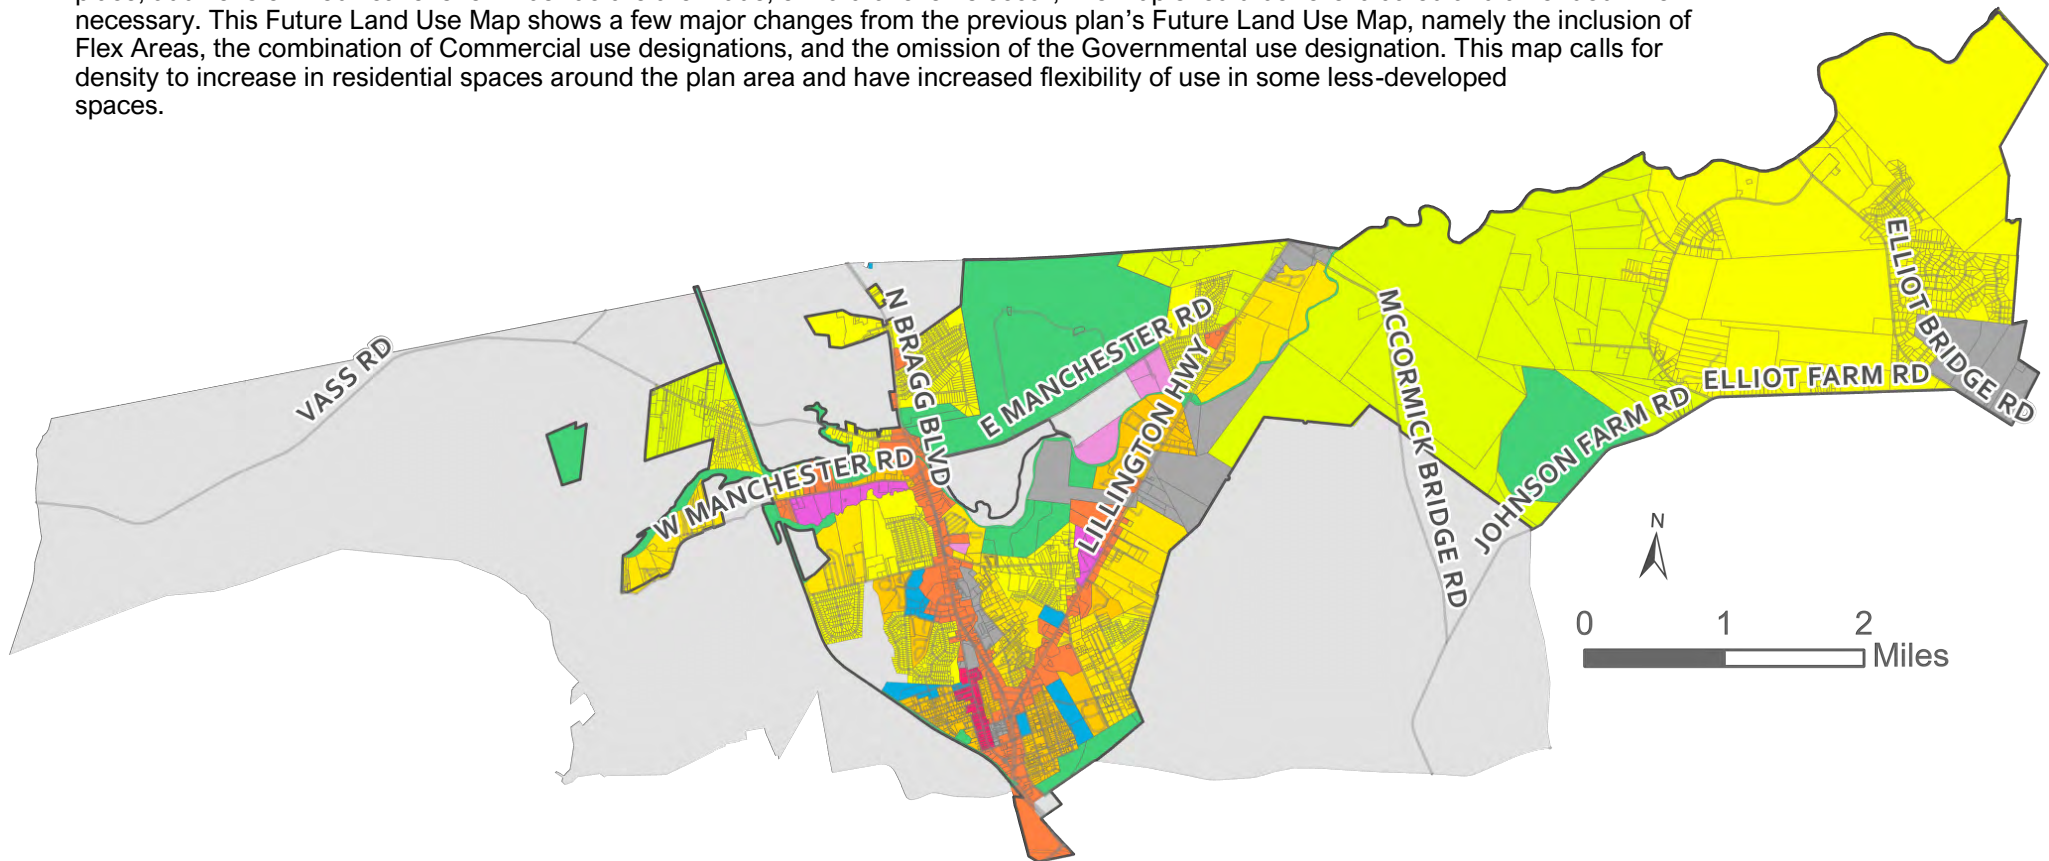 necessary. This Future Land Use Map shows a few major changes from the previous plan's Future Land Use Map, namely the inclusion of
Flex Areas, the combination of Commercial use designations, and the omission of the Governmental use designation. This map calls for
density to increase in residential spaces around the plan area and have increased flexibility of use in some less-developed
spaces.
VASS RD
N BRAGG BLVD
E MANCHESTER RD
W MANCHESTER RD
LILLINGTON HWY
MCCORMICK BRIDGE RD
JOHNSON FARM RD
ELLIOT FARM RD
ELLIOT BRIDGE RD
N
0 1 2
Miles